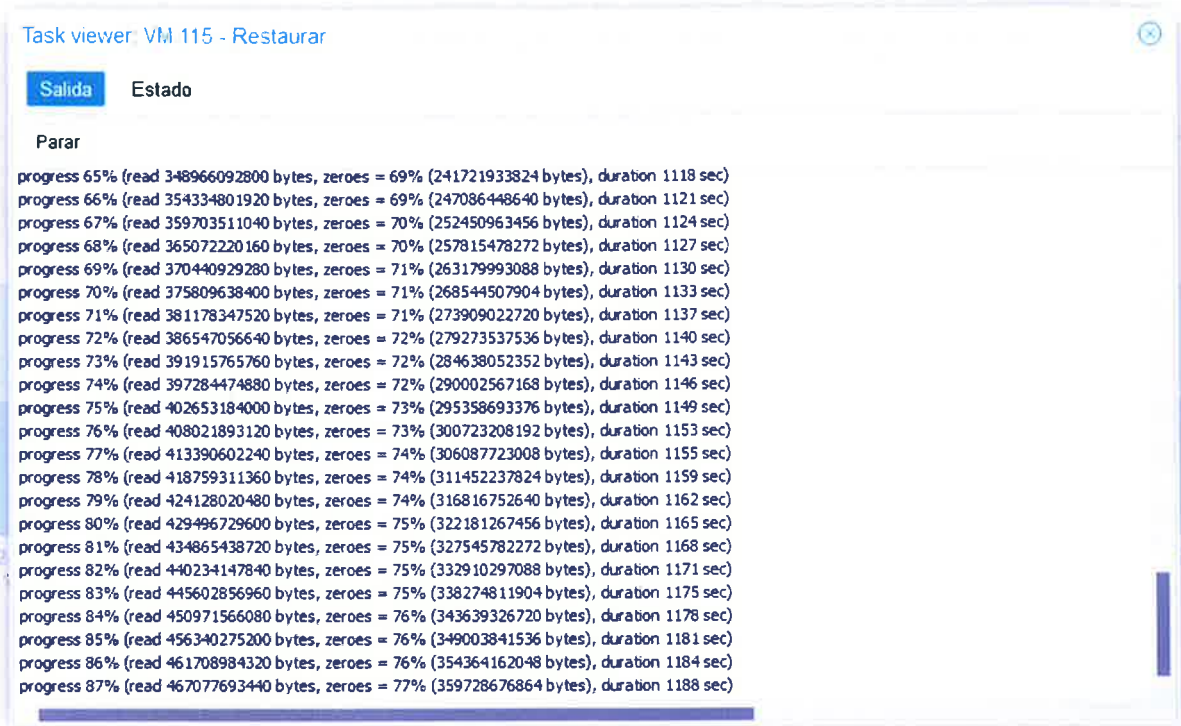 Task viewer: VM 115 - Restaurar
Salida Estado
Parar
progress 65% (read 348966092800 bytes, zeroes = 69% (241721933824 bytes), duration 1118 sec)
progress 66% (read 354334801920 bytes, zeroes = 69% (247086448640 bytes), duration 1121 sec)
progress 67% (read 359703511040 bytes, zeroes = 70% (252450963456 bytes), duration 1124 sec)
progress 68% (read 365072220160 bytes, zeroes = 70% (257815478272 bytes), duration 1127 sec)
progress 69% (read 370440929280 bytes, zeroes = 71% (263179993088 bytes), duration 1130 sec)
progress 70% (read 375809638400 bytes, zeroes = 71% (268544507904 bytes), duration 1133 sec)
progress 71% (read 381178347520 bytes, zeroes = 71% (273909022720 bytes), duration 1137 sec)
progress 72% (read 386547056640 bytes, zeroes = 72% (279273537536 bytes), duration 1140 sec)
progress 73% (read 391915765760 bytes, zeroes = 72% (284638052352 bytes), duration 1143 sec)
progress 74% (read 397284474880 bytes, zeroes = 72% (290002567168 bytes), duration 1146 sec)
progress 75% (read 402653184000 bytes, zeroes = 73% (295358693376 bytes), duration 1149 sec)
progress 76% (read 408021893120 bytes, zeroes = 73% (300723208192 bytes), duration 1153 sec)
progress 77% (read 413390602240 bytes, zeroes = 74% (306087723008 bytes), duration 1155 sec)
progress 78% (read 418759311360 bytes, zeroes = 74% (311452237824 bytes), duration 1159 sec)
progress 79% (read 424128020480 bytes, zeroes = 74% (316816752640 bytes), duration 1162 sec)
progress 80% (read 429496729600 bytes, zeroes = 75% (322181267456 bytes), duration 1165 sec)
progress 81% (read 434865438720 bytes, zeroes = 75% (327545782272 bytes), duration 1168 sec)
progress 82% (read 440234147840 bytes, zeroes = 75% (332910297088 bytes), duration 1171 sec)
progress 83% (read 445602856960 bytes, zeroes = 75% (338274811904 bytes), duration 1175 sec)
progress 84% (read 450971566080 bytes, zeroes = 76% (343639326720 bytes), duration 1178 sec)
progress 85% (read 456340275200 bytes, zeroes = 76% (349003841536 bytes), duration 1181 sec)
progress 86% (read 461708984320 bytes, zeroes = 76% (354364162048 bytes), duration 1184 sec)
progress 87% (read 467077693440 bytes, zeroes = 77% (359728676864 bytes), duration 1188 sec)